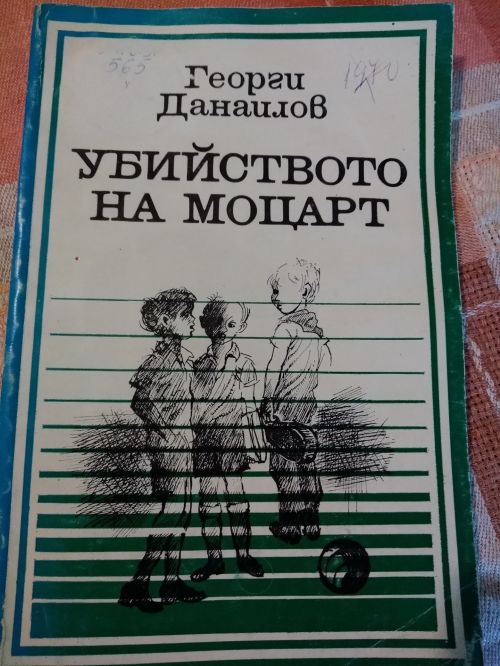 565
1970
Георги
Данаилов
УБИЙСТВОТО
НА МОЦАРТ